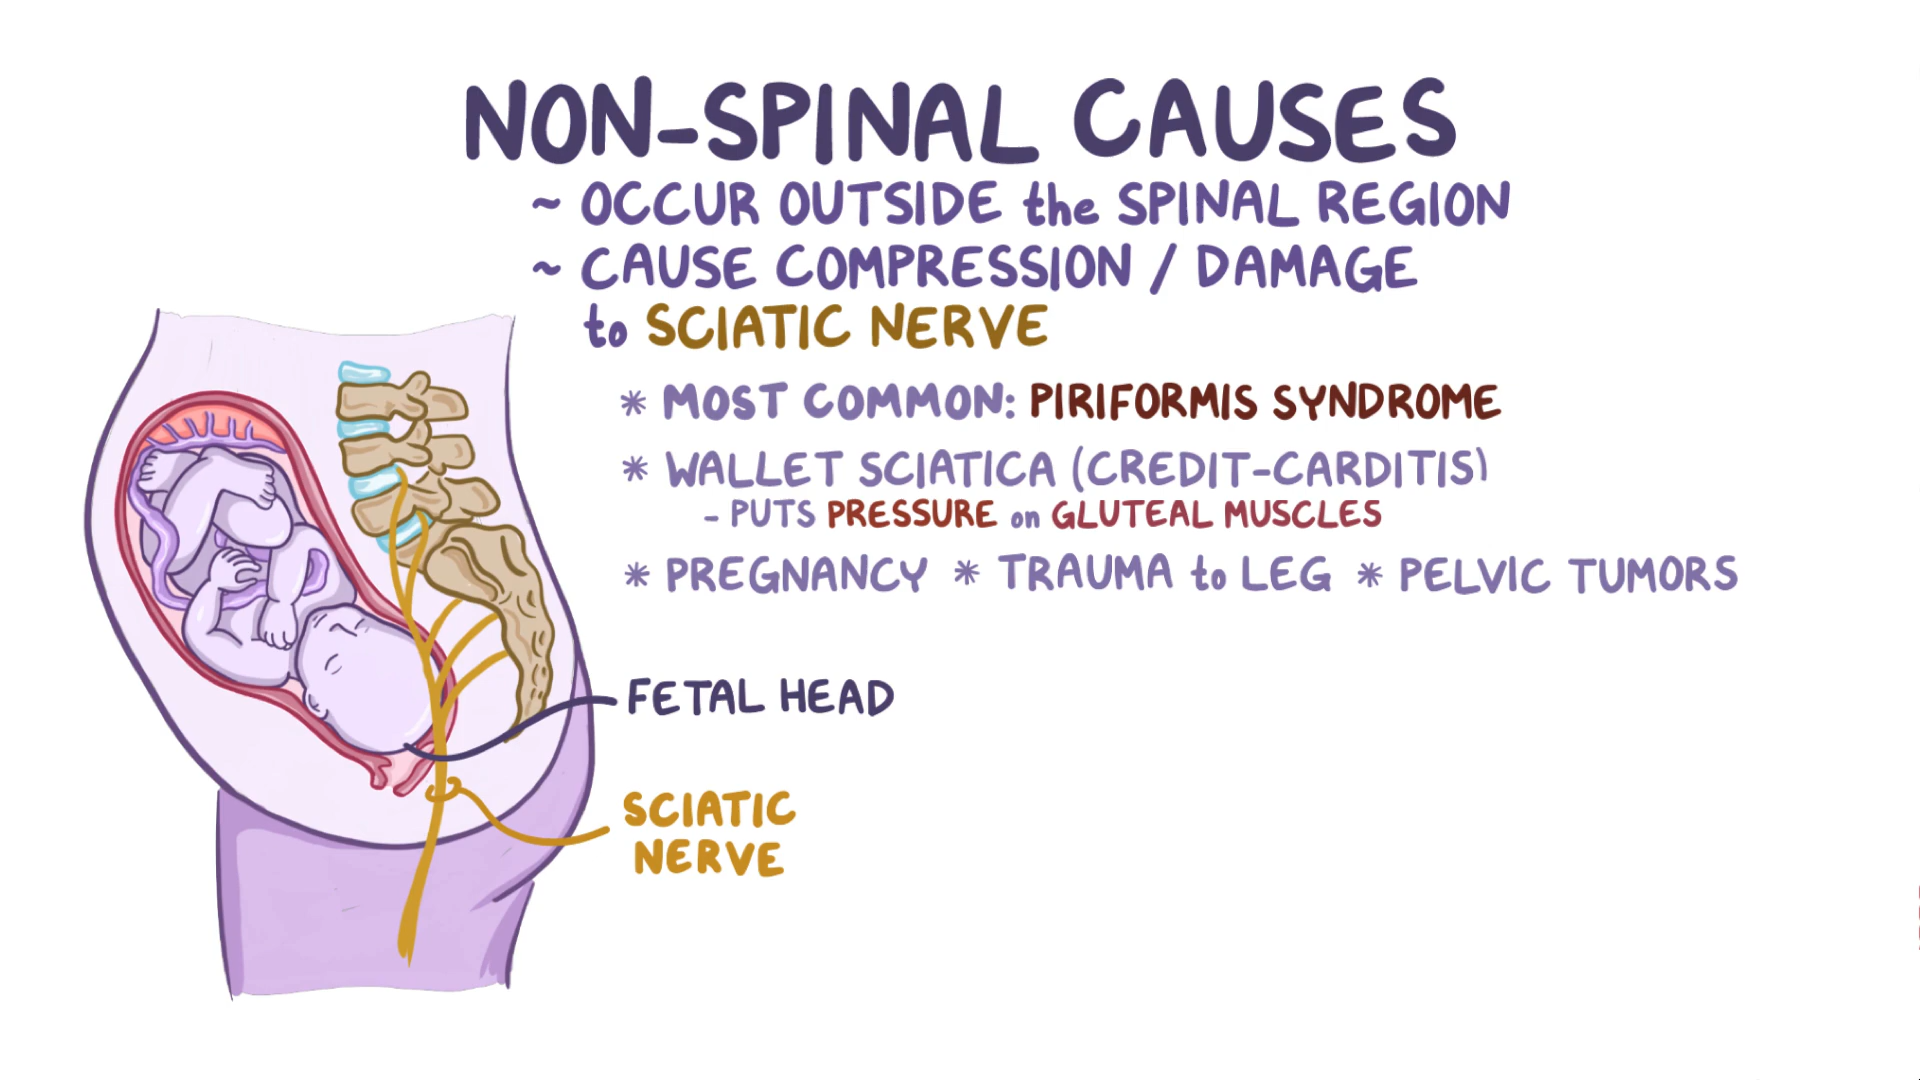 NON-SPINAL CAUSES
~ OCCUR OUTSIDE the SPINAL REGION
~ CAUSE COMPRESSION / DAMAGE
to SCIATIC NERVE
* MOST COMMON: PIRIFORMIS SYNDROME
* WALLET SCIATICA (CREDIT-CARDITIS)
- PUTS PRESSURE on GLUTEAL MUSCLES
* PREGNANCY * TRAUMA to LEG * PELVIC TUMORS
FETAL HEAD
SCIATIC
NERVE